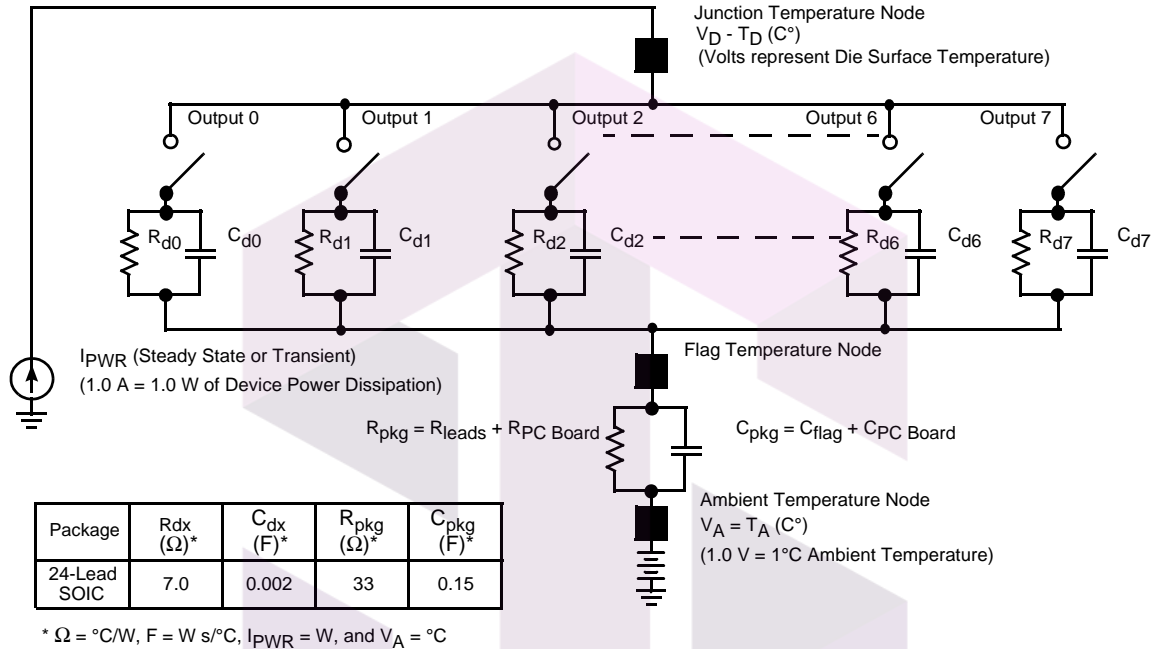 Junction Temperature Node
VD - TD (C°)
(Volts represent Die Surface Temperature)
Output 0
Output 1
Output 2
Output 6
Output 7
Rd0
Cd0
Rd1
Cd1
Rd2
Cd2
Rd6
Cd6
Rd7
Cd7
IPWR (Steady State or Transient)
(1.0 A = 1.0 W of Device Power Dissipation)
Flag Temperature Node
Rpkg = Rleads + RPC Board
Cpkg = Cflag + CPC Board
Ambient Temperature Node
VA = TA (C°)
(1.0 V = 1°C Ambient Temperature)
Package
Rdx
(Ω)*
Cdx
(F)*
Rpkg
(Ω)*
Cpkg
(F)*
24-Lead
SOIC
7.0
0.002
33
0.15
* Ω = °C/W, F = W s/°C, IPWR = W, and VA = °C